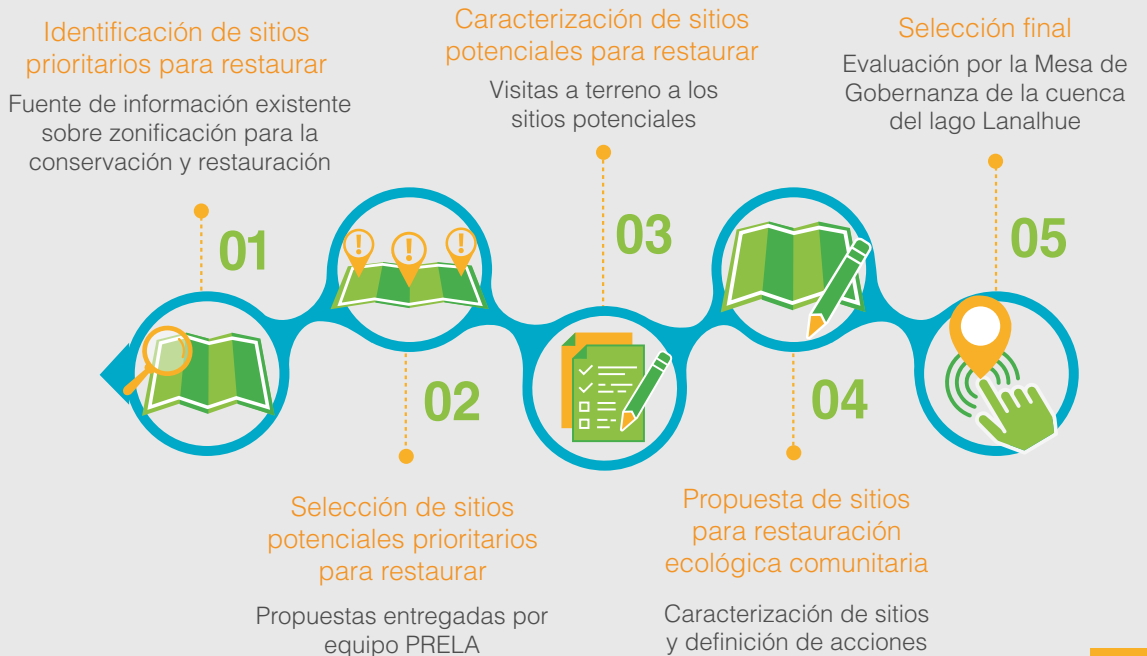 Identificación de sitios
prioritarios para restaurar
Fuente de información existente
sobre zonificación para la
conservación y restauración
01
02
Selección de sitios
potenciales prioritarios
para restaurar
Propuestas entregadas por
equipo PRELA
Caracterización de sitios
potenciales para restaurar
Visitas a terreno a los
sitios potenciales
03
04
Propuesta de sitios
para restauración
ecológica comunitaria
Caracterización de sitios
y definición de acciones
Selección final
Evaluación por la Mesa de
Gobernanza de la cuenca
del lago Lanalhue
05